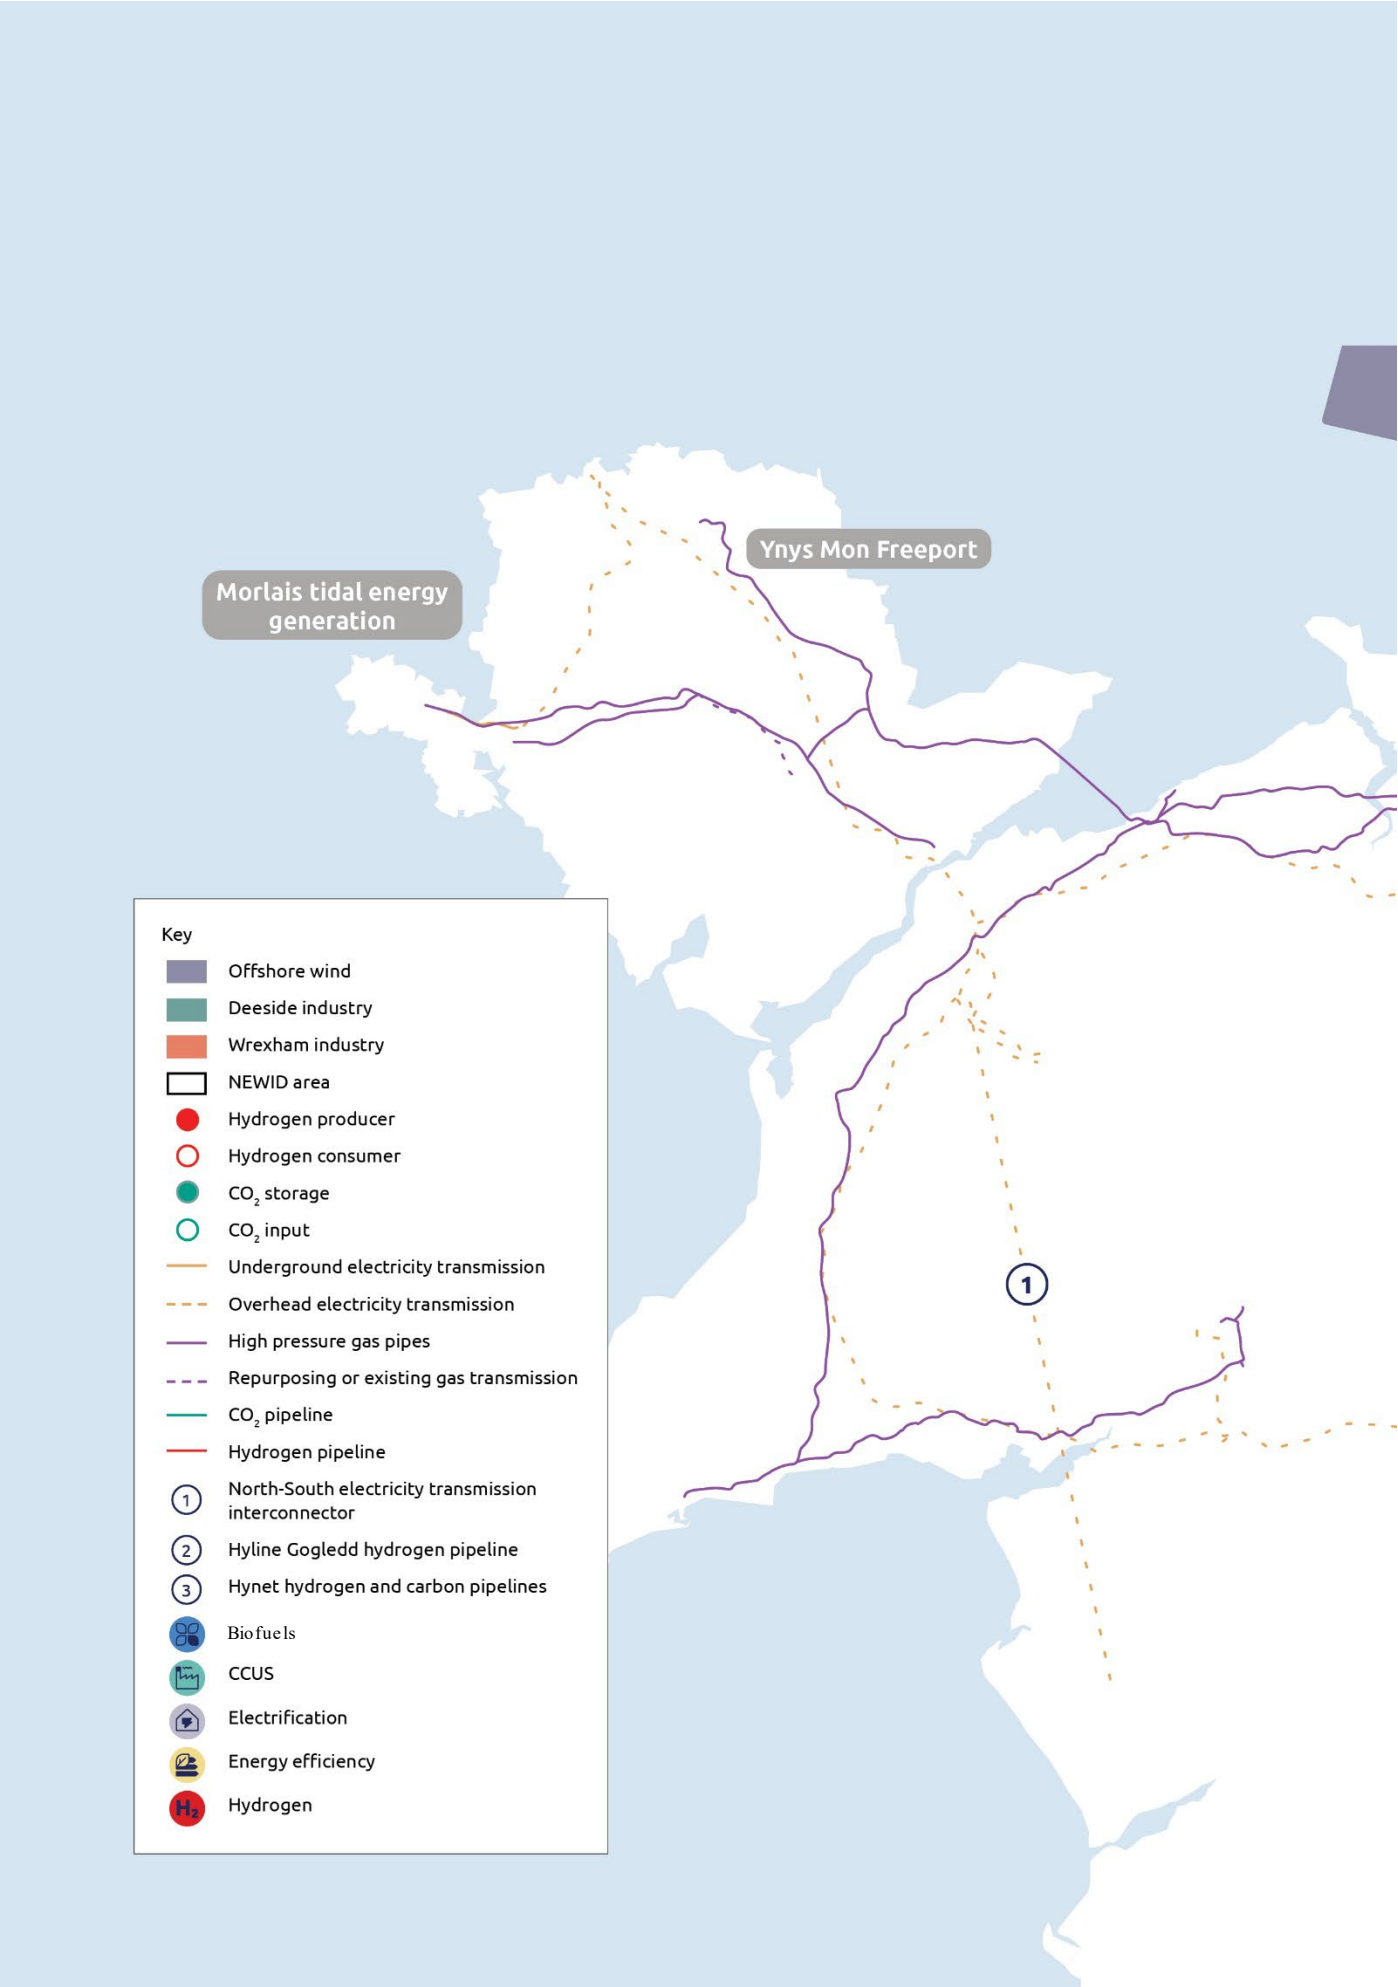 Ynys Mon Freeport
Morlais tidal energy
generation
1
Key
Offshore wind
Deeside industry
Wrexham industry
NEWID area
Hydrogen producer
Hydrogen consumer
CO₂ storage
CO₂ input
Underground electricity transmission
Overhead electricity transmission
High pressure gas pipes
Repurposing or existing gas transmission
CO₂ pipeline
Hydrogen pipeline
1 North-South electricity transmission
interconnector
2 Hyline Gogledd hydrogen pipeline
3 Hynet hydrogen and carbon pipelines
Biofuels
CCUS
Electrification
Energy efficiency
H₂ Hydrogen